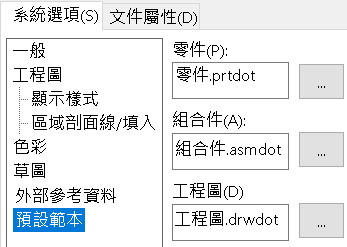 系統選項(S)
文件屬性(D)
一般
工程圖
顯示樣式
區域剖面線/填入
色彩
草圖
外部參考資料
預設範本
零件(P):
零件.prtdot
...
組合件(A):
組合件.asmdot
...
工程圖(D)
工程圖.drwdot
...